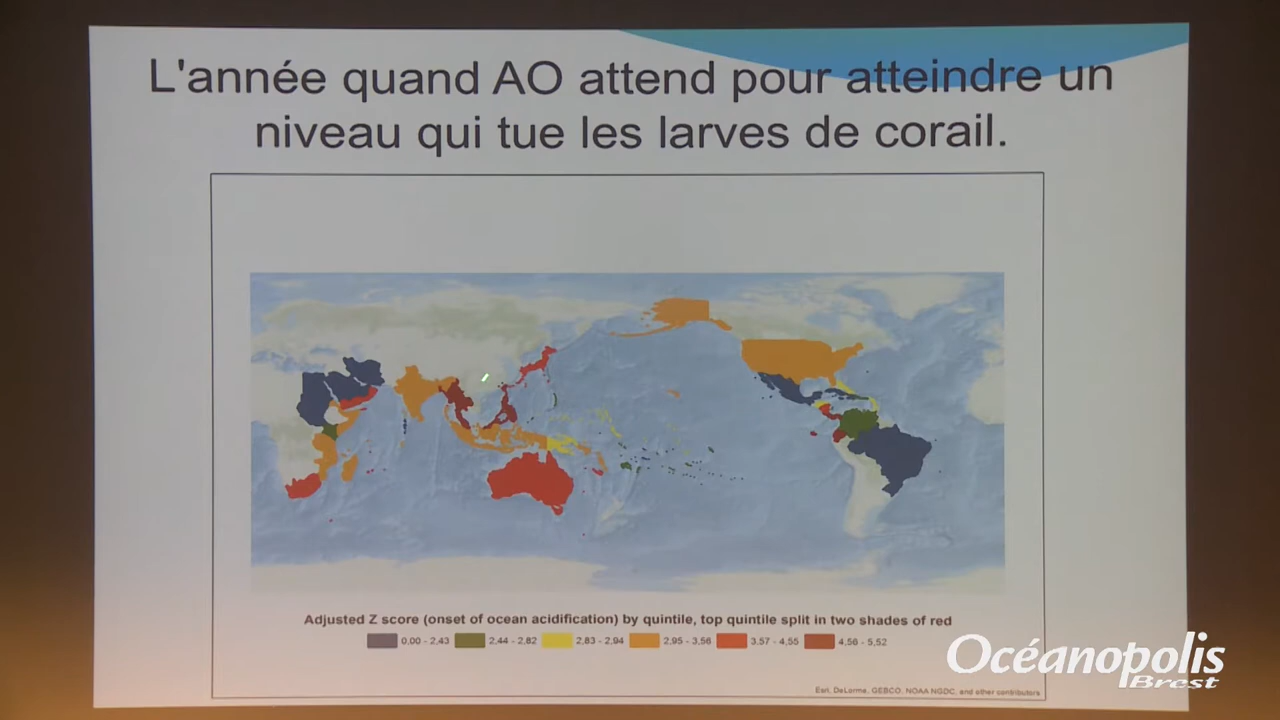 L'année quand AO attend pour atteindre un
niveau qui tue les larves de corail.
Adjusted Z score (onset of ocean acidification) by quintile, top quintile split in two shades of red
0,00 - 2,43 2,44 - 2,82 2,83 - 2,94 2,95 - 3,56 3,57 - 4,55 4,56 - 5,52
Esri, DeLorme, GEBCO, NOAA NGDC, and other contributors
Océanopolis
Brest